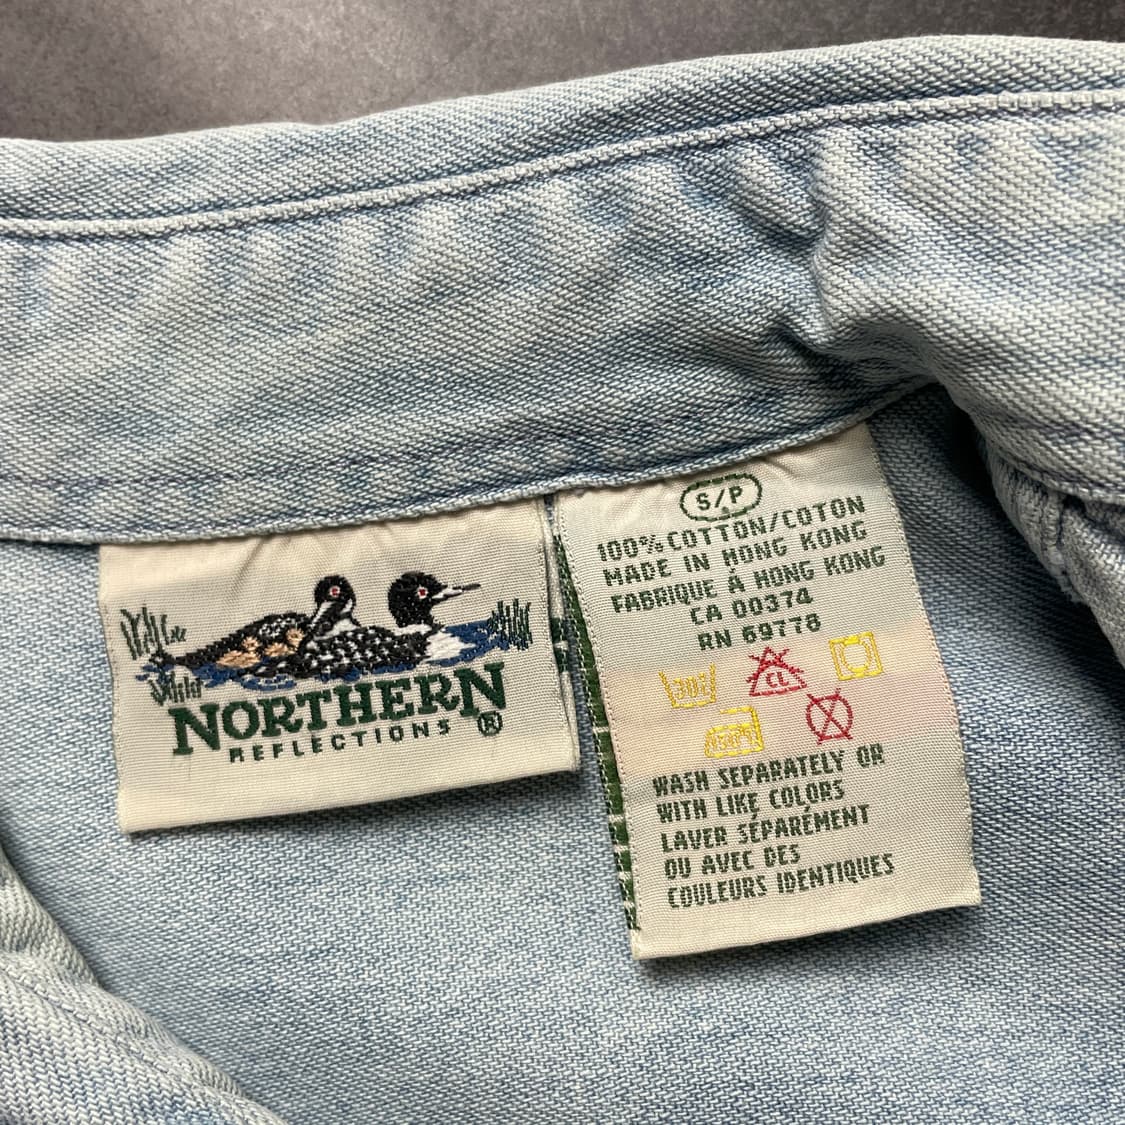 NORTHERN
REFLECTIONS®
S/P
100% COTTON/COTON
MADE IN HONG KONG
FABRIQUÉ À HONG KONG
CA 00374
RN 69778
CL
WASH SEPARATELY OR
WITH LIKE COLORS
LAVER SÉPARÉMENT
OU AVEC DES
COULEURS IDENTIQUES